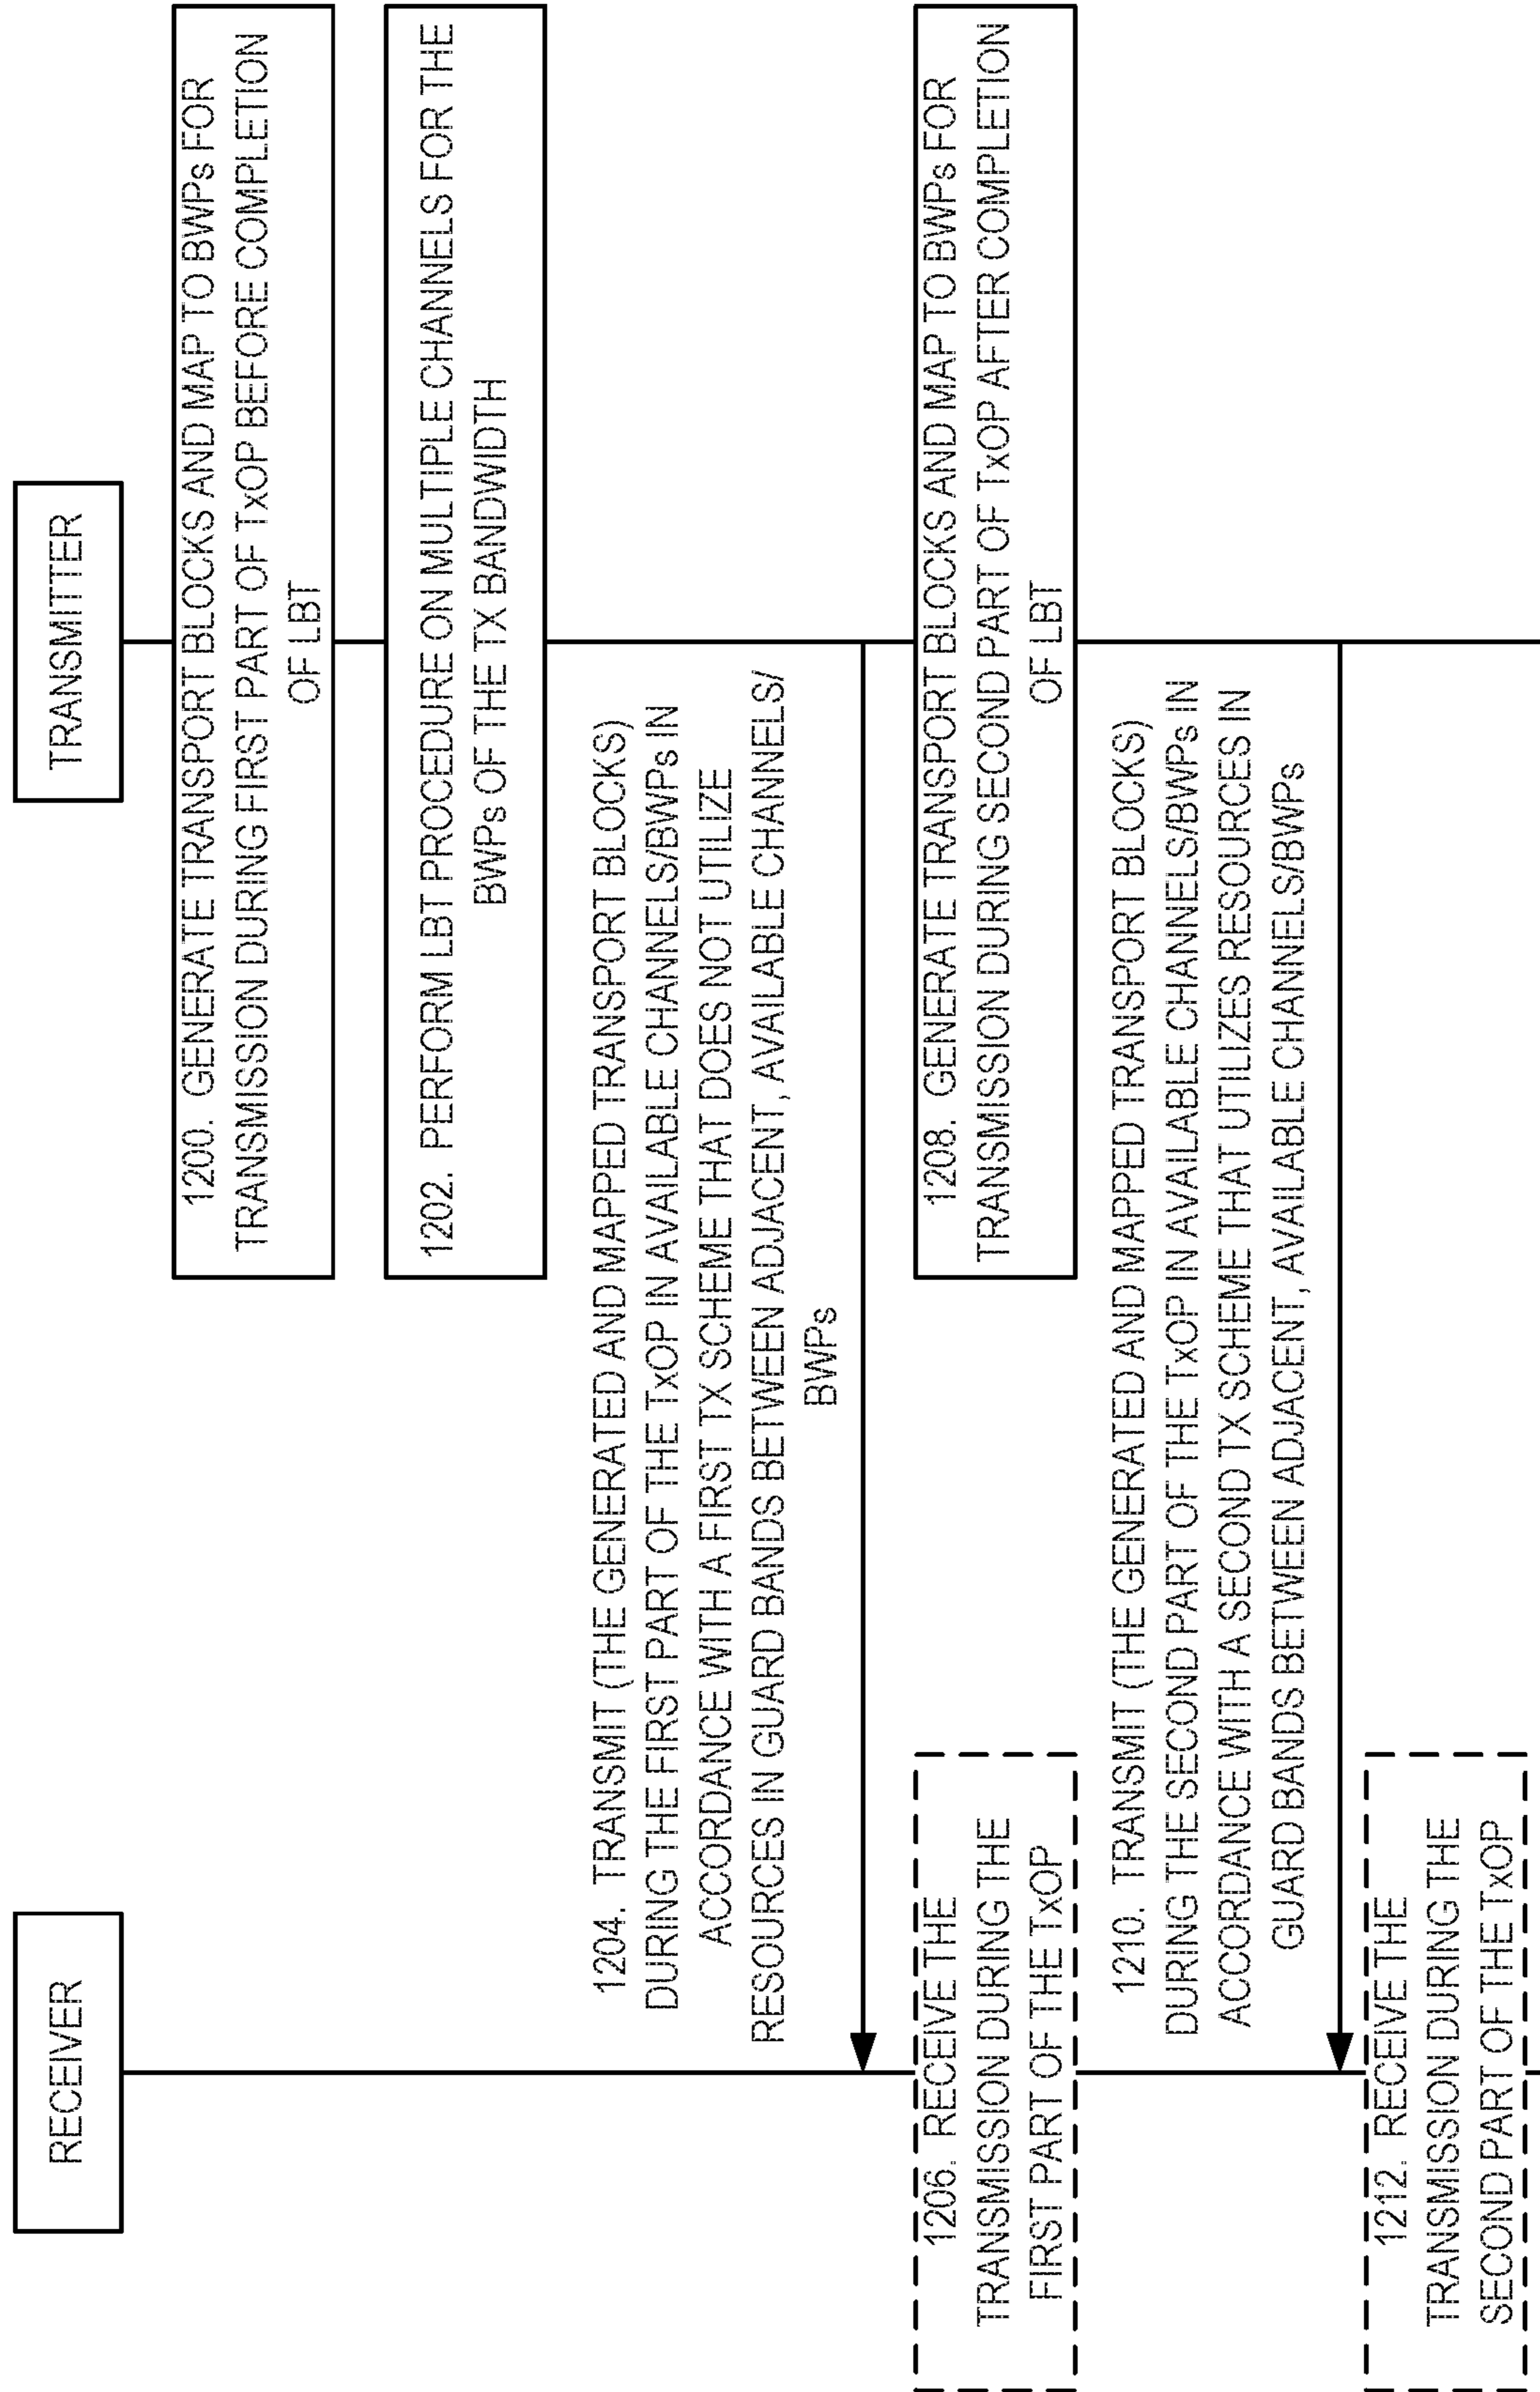 RECEIVER
TRANSMITTER
1200. GENERATE TRANSPORT BLOCKS AND MAP TO BWPs FOR
TRANSMISSION DURING FIRST PART OF TxOP BEFORE COMPLETION
OF LBT
1202. PERFORM LBT PROCEDURE ON MULTIPLE CHANNELS FOR THE
BWPs OF THE TX BANDWIDTH
1204. TRANSMIT (THE GENERATED AND MAPPED TRANSPORT BLOCKS)
DURING THE FIRST PART OF THE TxOP IN AVAILABLE CHANNELS/BWPs IN
ACCORDANCE WITH A FIRST TX SCHEME THAT DOES NOT UTILIZE
RESOURCES IN GUARD BANDS BETWEEN ADJACENT, AVAILABLE CHANNELS/
BWPs
1206. RECEIVE THE
TRANSMISSION DURING THE
FIRST PART OF THE TxOP
1208. GENERATE TRANSPORT BLOCKS AND MAP TO BWPs FOR
TRANSMISSION DURING SECOND PART OF TxOP AFTER COMPLETION
OF LBT
1210. TRANSMIT (THE GENERATED AND MAPPED TRANSPORT BLOCKS)
DURING THE SECOND PART OF THE TxOP IN AVAILABLE CHANNELS/BWPs IN
ACCORDANCE WITH A SECOND TX SCHEME THAT UTILIZES RESOURCES IN
GUARD BANDS BETWEEN ADJACENT, AVAILABLE CHANNELS/BWPs
1212. RECEIVE THE
TRANSMISSION DURING THE
SECOND PART OF THE TxOP